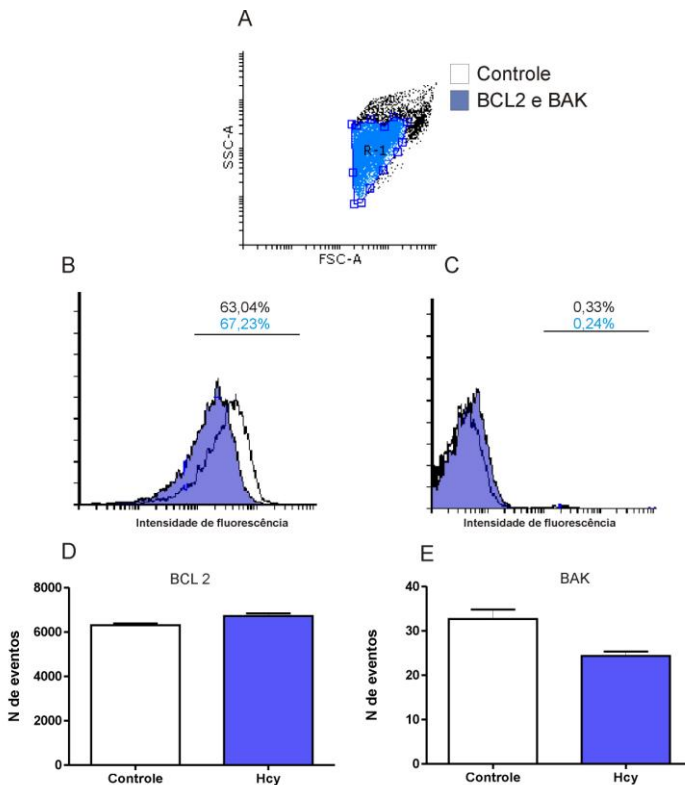 A
Controle
BCL2 e BAK
SSC-A
R-1
FSC-A
B
63,04%
67,23%
Intensidade de fluorescência
C
0,33%
0,24%
Intensidade de fluorescência
D
BCL 2
N de eventos
8000
6000
4000
2000
0
Controle
Hcy
E
BAK
N de eventos
40
30
20
10
0
Controle
Hcy